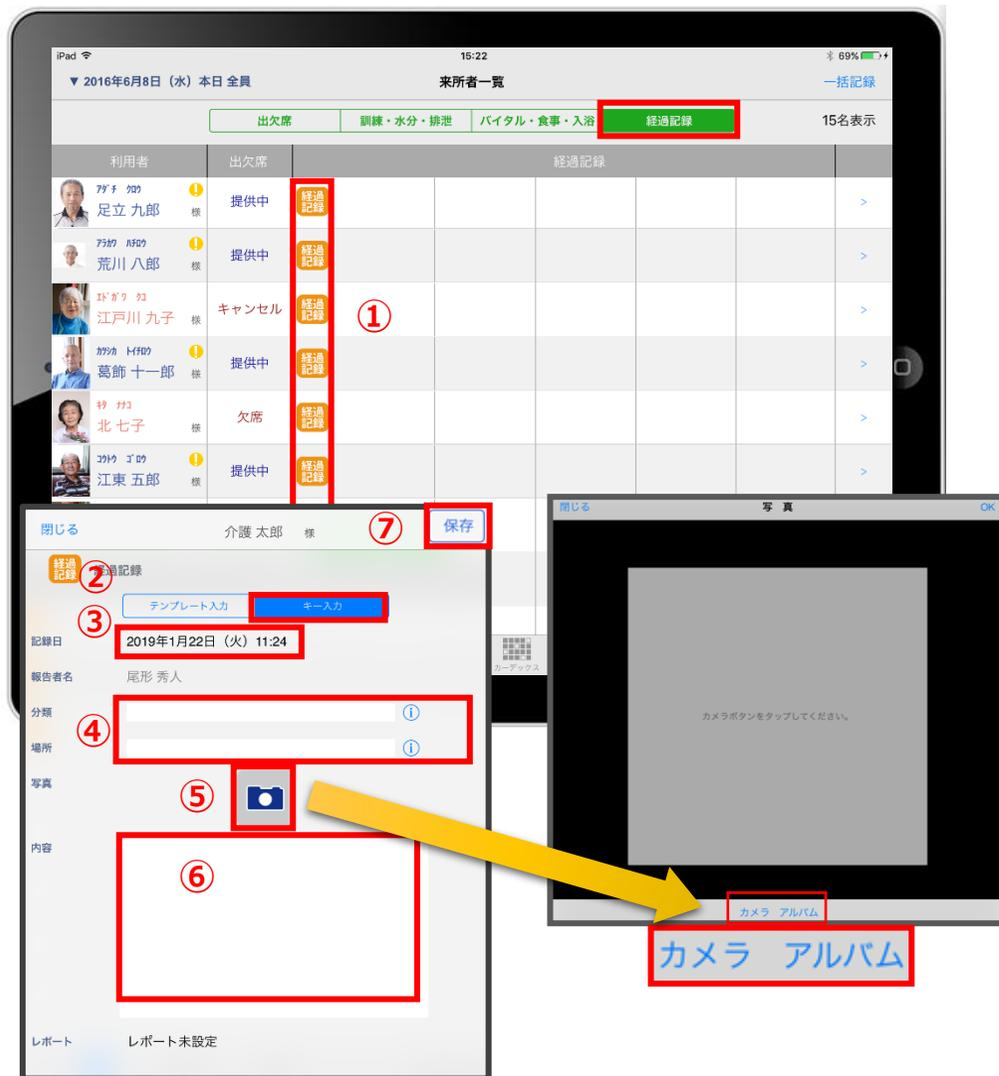 iPad 15:22 69%
▼ 2016年6月8日（水）本日 全員 来所者一覧 一括記録
出欠席 訓練・水分・排泄 バイタル・食事・入浴 経過記録 15名表示
利用者 出欠席 経過記録
ｱﾀﾞﾁ ｸﾛｳ
足立 九郎 様 提供中 経過記録 >
ｱﾗｶﾜ ﾊﾁﾛｳ
荒川 八郎 様 提供中 経過記録 >
ｴﾄﾞｶﾞﾜ ｸｺ
江戸川 九子 様 キャンセル 経過記録 ① >
ｶﾂｼｶ ﾄｲﾁﾛｳ
葛飾 十一郎 様 提供中 経過記録 >
ｷﾀ ﾅﾅｺ
北 七子 様 欠席 経過記録 >
ｺｳﾄｳ ｺﾞﾛｳ
江東 五郎 様 提供中 経過記録 >
カーデックス
閉じる 介護 太郎 様 ⑦ 保存
経過記録 ② 経過記録
テンプレート入力 キー入力
③
記録日 2019年1月22日（火）11:24
報告者名 尾形 秀人
分類
④
場所
写真 ⑤
内容
⑥
レポート レポート未設定
閉じる 写 真 OK
カメラボタンをタップしてください。
カメラ アルバム
カメラ アルバム